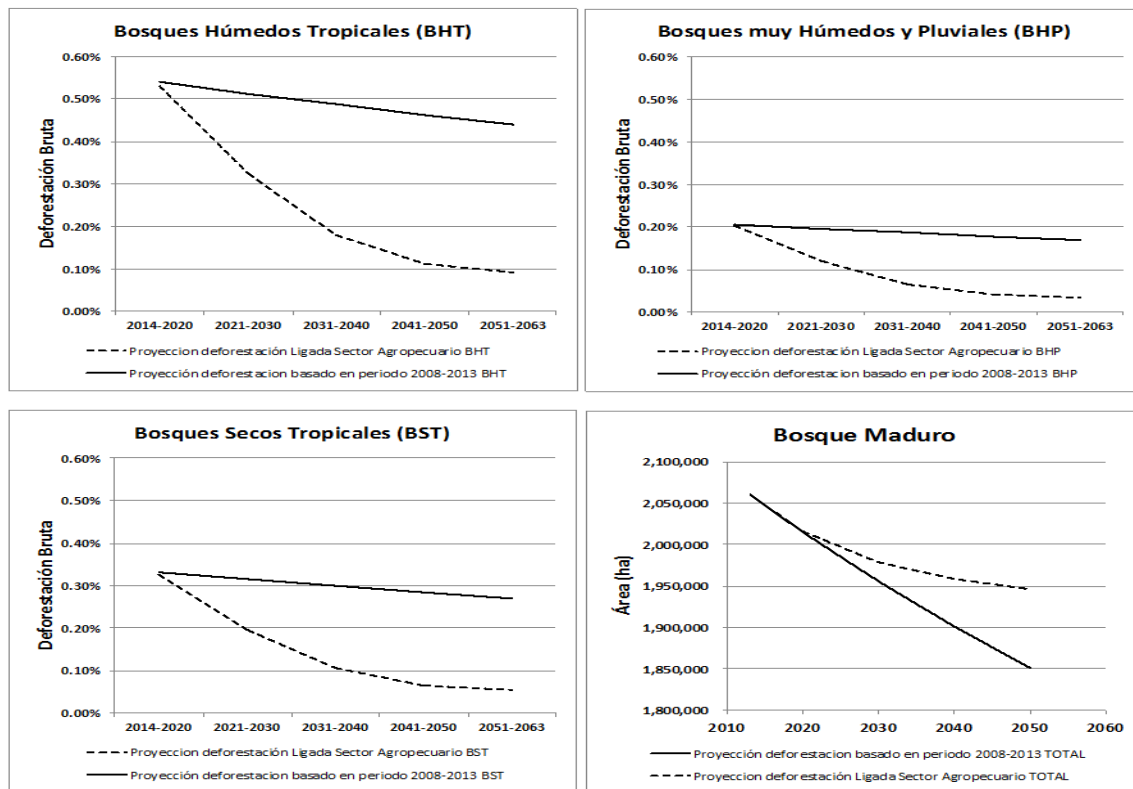 Bosques Húmedos Tropicales (BHT)
Deforestación Bruta
0.60%
0.50%
0.40%
0.30%
0.20%
0.10%
0.00%
2014-2020 2021-2030 2031-2040 2041-2050 2051-2063
Proyeccion deforestación Ligada Sector Agropecuario BHT
Proyección deforestacion basado en periodo 2008-2013 BHT
Bosques muy Húmedos y Pluviales (BHP)
Deforestación Bruta
0.60%
0.50%
0.40%
0.30%
0.20%
0.10%
0.00%
2014-2020 2021-2030 2031-2040 2041-2050 2051-2063
Proyeccion deforestación Ligada Sector Agropecuario BHP
Proyección deforestacion basado en periodo 2008-2013 BHP
Bosques Secos Tropicales (BST)
Deforestación Bruta
0.60%
0.50%
0.40%
0.30%
0.20%
0.10%
0.00%
2014-2020 2021-2030 2031-2040 2041-2050 2051-2063
Proyeccion deforestación Ligada Sector Agropecuario BST
Proyección deforestacion basado en periodo 2008-2013 BST
Bosque Maduro
Área (ha)
2,100,000
2,050,000
2,000,000
1,950,000
1,900,000
1,850,000
1,800,000
2010 2020 2030 2040 2050 2060
Proyección deforestacion basado en periodo 2008-2013 TOTAL
Proyeccion deforestación Ligada Sector Agropecuario TOTAL